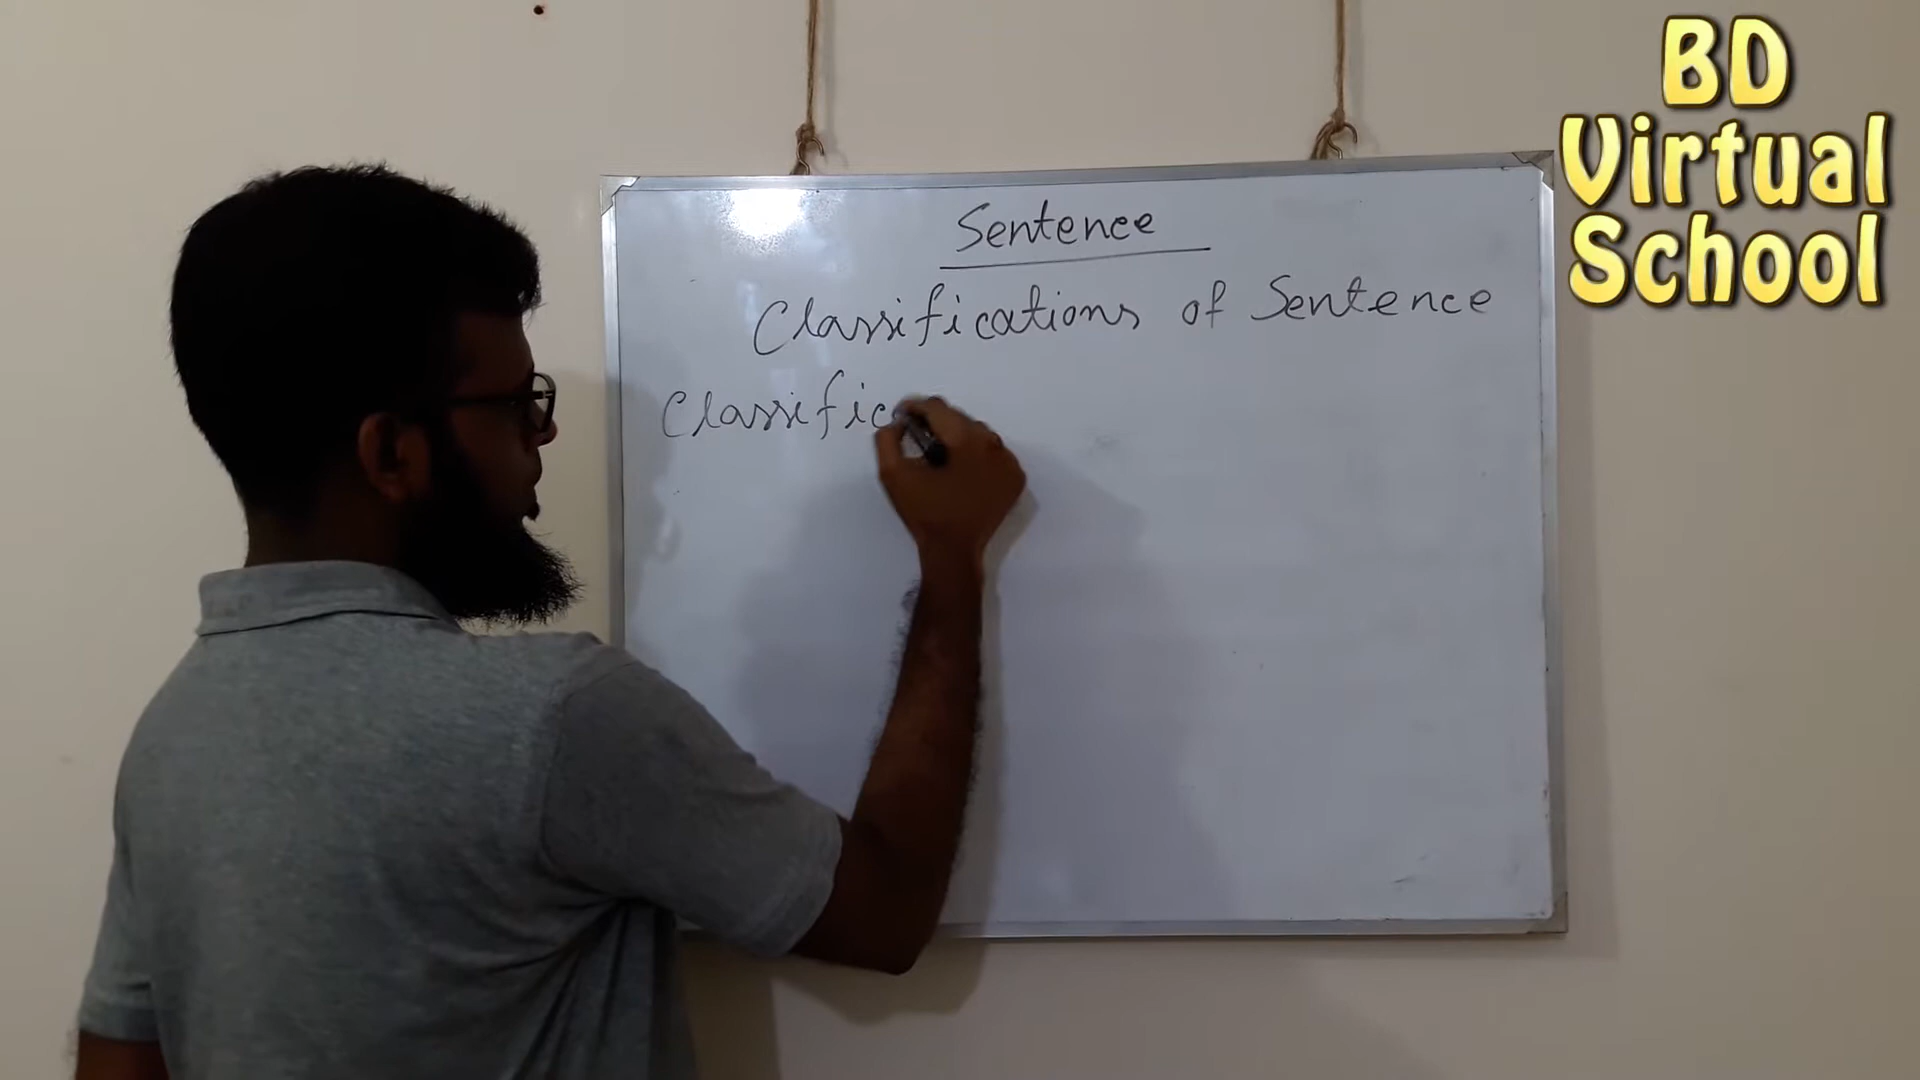 Sentence
Classifications of Sentence
Classific
BD
Virtual
School